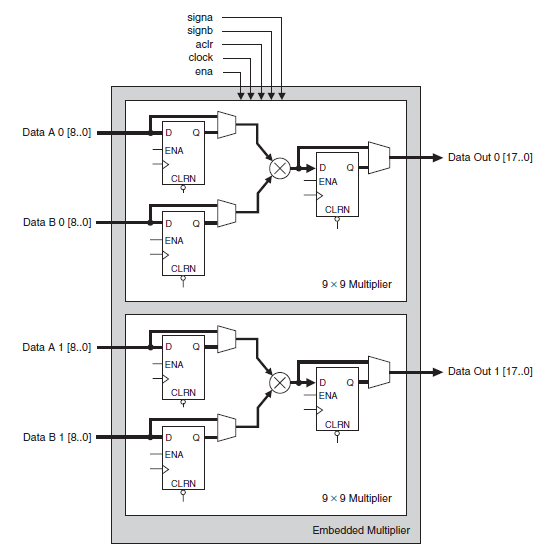 signa
signb
aclr
clock
ena
Data A 0 [8..0]
D Q
ENA
CLRN
Data Out 0 [17..0]
D Q
ENA
CLRN
Data B 0 [8..0]
D Q
ENA
CLRN
9 × 9 Multiplier
Data A 1 [8..0]
D Q
ENA
CLRN
Data Out 1 [17..0]
D Q
ENA
CLRN
Data B 1 [8..0]
D Q
ENA
CLRN
9 × 9 Multiplier
Embedded Multiplier